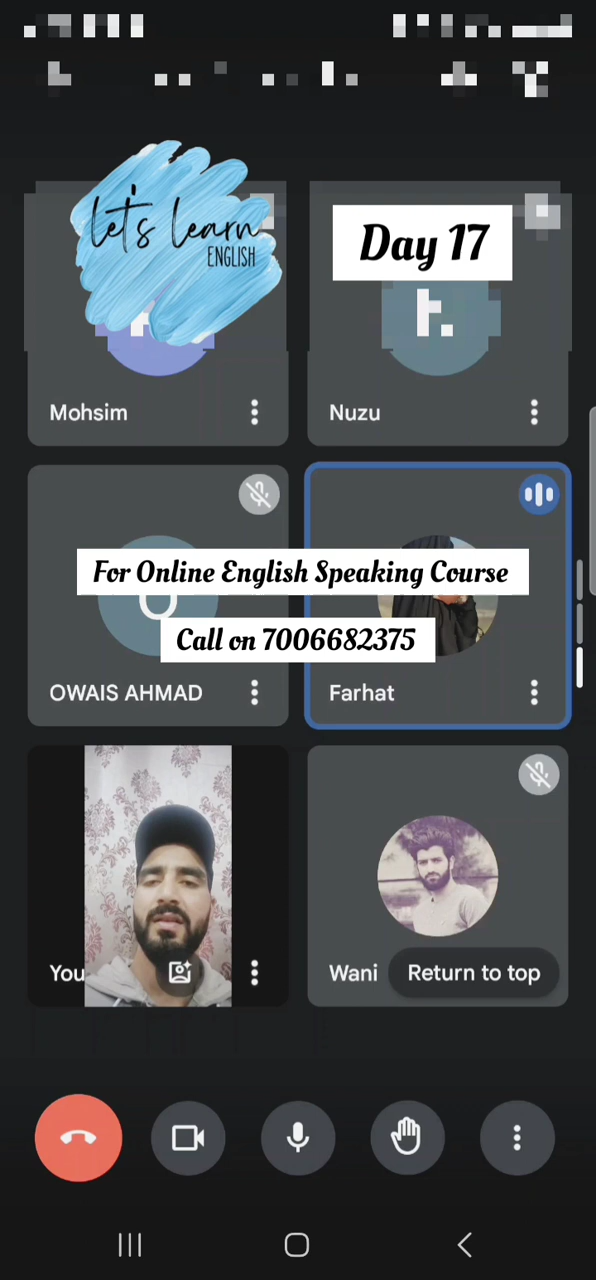 let's learn
ENGLISH
Day 17
Mohsim
Nuzu
For Online English Speaking Course
Call on 7006682375
OWAIS AHMAD
Farhat
You
Wani
Return to top